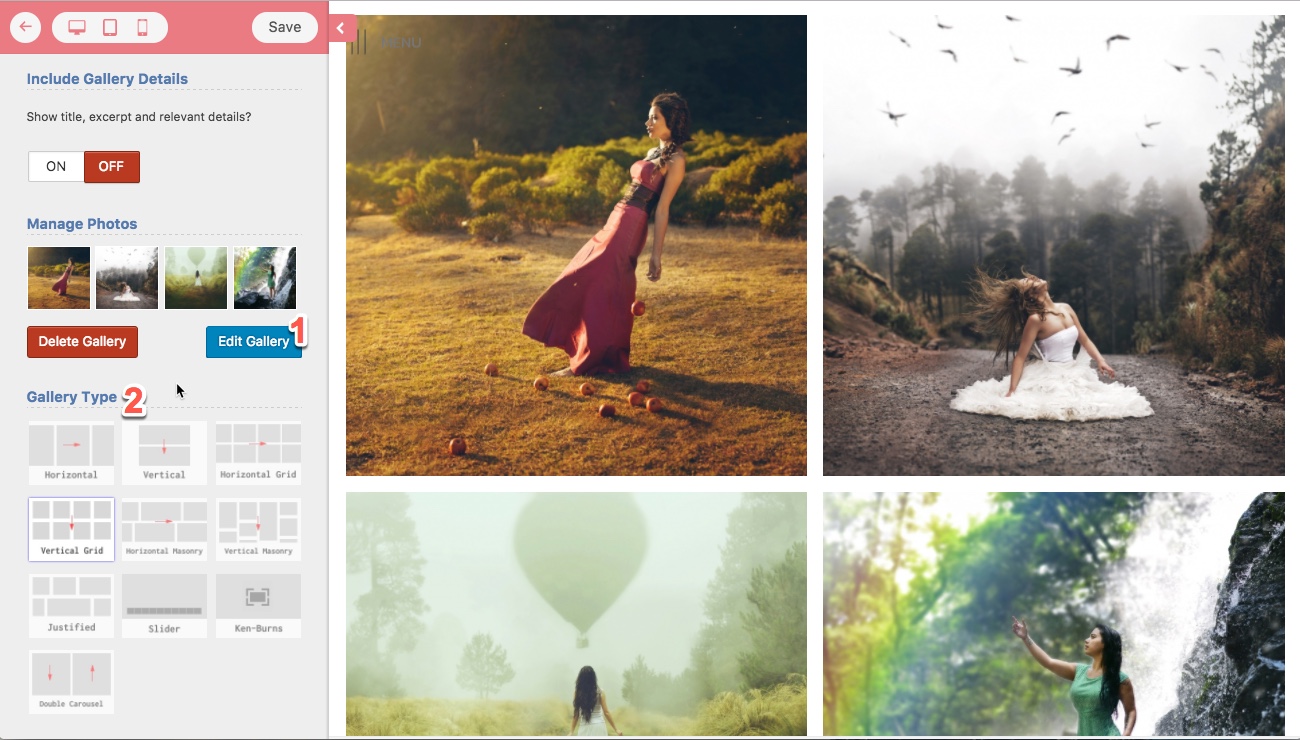 Save
MENU
Include Gallery Details
Show title, excerpt and relevant details?
ON OFF
Manage Photos
Delete Gallery Edit Gallery 1
Gallery Type 2
Horizontal Vertical Horizontal Grid
Vertical Grid Horizontal Masonry Vertical Masonry
Justified Slider Ken-Burns
Double Carousel